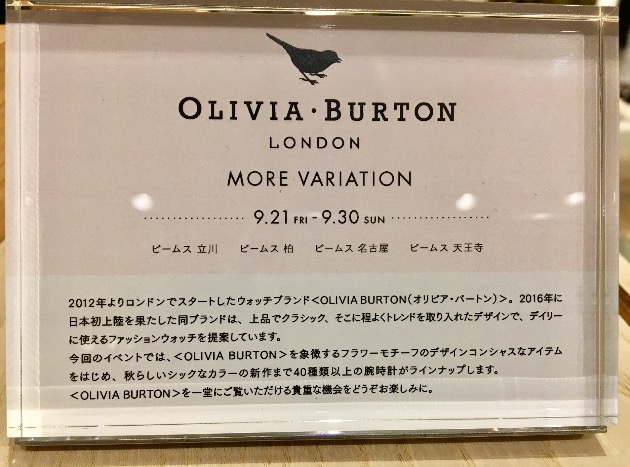 OLIVIA・BURTON
LONDON
MORE VARIATION
9.21 FRI - 9.30 SUN
ビームス 立川 ビームス 柏 ビームス 名古屋 ビームス 天王寺
2012年よりロンドンでスタートしたウォッチブランド<OLIVIA BURTON(オリビア・バートン)>。2016年に
日本初上陸を果たした同ブランドは、上品でクラシック、そこに程よくトレンドを取り入れたデザインで、デイリー
に使えるファッションウォッチを提案しています。
今回のイベントでは、<OLIVIA BURTON>を象徴するフラワーモチーフのデザインコンシャスなアイテム
をはじめ、秋らしいシックなカラーの新作まで40種類以上の腕時計がラインナップします。
<OLIVIA BURTON>を一堂にご覧いただける貴重な機会をどうぞお楽しみに。